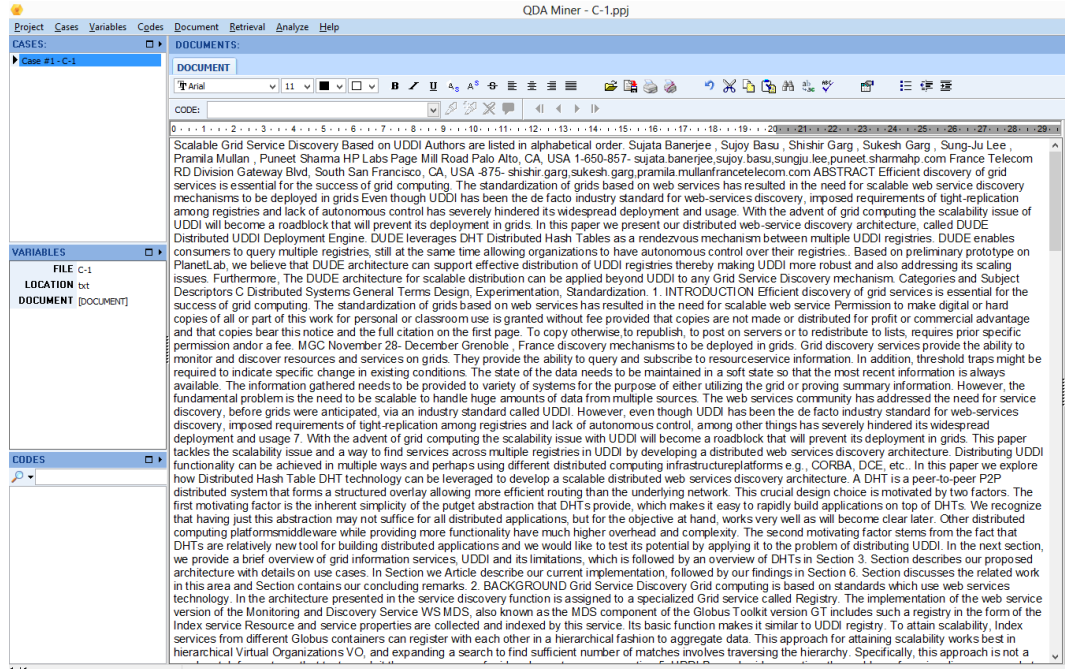 QDA Miner - C-1.ppj
Project Cases Variables Codes Document Retrieval Analyze Help
CASES:
Case #1 - C-1
DOCUMENTS:
DOCUMENT
Arial 11 B I U
CODE:
0 1 2 3 4 5 6 7 8 9 10 11 12 13 14 15 16 17 18 19 20 21 22 23 24 25 26 27 28 29
Scalable Grid Service Discovery Based on UDDI Authors are listed in alphabetical order. Sujata Banerjee , Sujoy Basu , Shishir Garg , Sukesh Garg , Sung-Ju Lee ,
Pramila Mullan , Puneet Sharma HP Labs Page Mill Road Palo Alto, CA, USA 1-650-857- sujata.banerjee,sujoy.basu,sungju.lee,puneet.sharmahp.com France Telecom
RD Division Gateway Blvd, South San Francisco, CA, USA -875- shishir.garg,sukesh.garg,pramila.mullanfrancetelecom.com ABSTRACT Efficient discovery of grid
services is essential for the success of grid computing. The standardization of grids based on web services has resulted in the need for scalable web service discovery
mechanisms to be deployed in grids Even though UDDI has been the de facto industry standard for web-services discovery, imposed requirements of tight-replication
among registries and lack of autonomous control has severely hindered its widespread deployment and usage. With the advent of grid computing the scalability issue of
UDDI will become a roadblock that will prevent its deployment in grids. In this paper we present our distributed web-service discovery architecture, called DUDE
Distributed UDDI Deployment Engine. DUDE leverages DHT Distributed Hash Tables as a rendezvous mechanism between multiple UDDI registries. DUDE enables
consumers to query multiple registries, still at the same time allowing organizations to have autonomous control over their registries.. Based on preliminary prototype on
PlanetLab, we believe that DUDE architecture can support effective distribution of UDDI registries thereby making UDDI more robust and also addressing its scaling
issues. Furthermore, The DUDE architecture for scalable distribution can be applied beyond UDDI to any Grid Service Discovery mechanism. Categories and Subject
Descriptors C Distributed Systems General Terms Design, Experimentation, Standardization. 1. INTRODUCTION Efficient discovery of grid services is essential for the
success of grid computing. The standardization of grids based on web services has resulted in the need for scalable web service Permission to make digital or hard
copies of all or part of this work for personal or classroom use is granted without fee provided that copies are not made or distributed for profit or commercial advantage
and that copies bear this notice and the full citation on the first page. To copy otherwise,to republish, to post on servers or to redistribute to lists, requires prior specific
permission andor a fee. MGC November 28- December Grenoble , France discovery mechanisms to be deployed in grids. Grid discovery services provide the ability to
monitor and discover resources and services on grids. They provide the ability to query and subscribe to resourceservice information. In addition, threshold traps might be
required to indicate specific change in existing conditions. The state of the data needs to be maintained in a soft state so that the most recent information is always
available. The information gathered needs to be provided to variety of systems for the purpose of either utilizing the grid or proving summary information. However, the
fundamental problem is the need to be scalable to handle huge amounts of data from multiple sources. The web services community has addressed the need for service
discovery, before grids were anticipated, via an industry standard called UDDI. However, even though UDDI has been the de facto industry standard for web-services
discovery, imposed requirements of tight-replication among registries and lack of autonomous control, among other things has severely hindered its widespread
deployment and usage 7. With the advent of grid computing the scalability issue with UDDI will become a roadblock that will prevent its deployment in grids. This paper
tackles the scalability issue and a way to find services across multiple registries in UDDI by developing a distributed web services discovery architecture. Distributing UDDI
functionality can be achieved in multiple ways and perhaps using different distributed computing infrastructureplatforms e.g., CORBA, DCE, etc.. In this paper we explore
how Distributed Hash Table DHT technology can be leveraged to develop a scalable distributed web services discovery architecture. A DHT is a peer-to-peer P2P
distributed system that forms a structured overlay allowing more efficient routing than the underlying network. This crucial design choice is motivated by two factors. The
first motivating factor is the inherent simplicity of the putget abstraction that DHTs provide, which makes it easy to rapidly build applications on top of DHTs. We recognize
that having just this abstraction may not suffice for all distributed applications, but for the objective at hand, works very well as will become clear later. Other distributed
computing platformsmiddleware while providing more functionality have much higher overhead and complexity. The second motivating factor stems from the fact that
DHTs are relatively new tool for building distributed applications and we would like to test its potential by applying it to the problem of distributing UDDI. In the next section,
we provide a brief overview of grid information services, UDDI and its limitations, which is followed by an overview of DHTs in Section 3. Section describes our proposed
architecture with details on use cases. In Section we Article describe our current implementation, followed by our findings in Section 6. Section discusses the related work
in this area and Section contains our concluding remarks. 2. BACKGROUND Grid Service Discovery Grid computing is based on standards which use web services
technology. In the architecture presented in the service discovery function is assigned to a specialized Grid service called Registry. The implementation of the web service
version of the Monitoring and Discovery Service WS MDS, also known as the MDS component of the Globus Toolkit version GT includes such a registry in the form of the
Index service Resource and service properties are collected and indexed by this service. Its basic function makes it similar to UDDI registry. To attain scalability, Index
services from different Globus containers can register with each other in a hierarchical fashion to aggregate data. This approach for attaining scalability works best in
hierarchical Virtual Organizations VO, and expanding a search to find sufficient number of matches involves traversing the hierarchy. Specifically, this approach is not a
VARIABLES
FILE C-1
LOCATION txt
DOCUMENT [DOCUMENT]
CODES